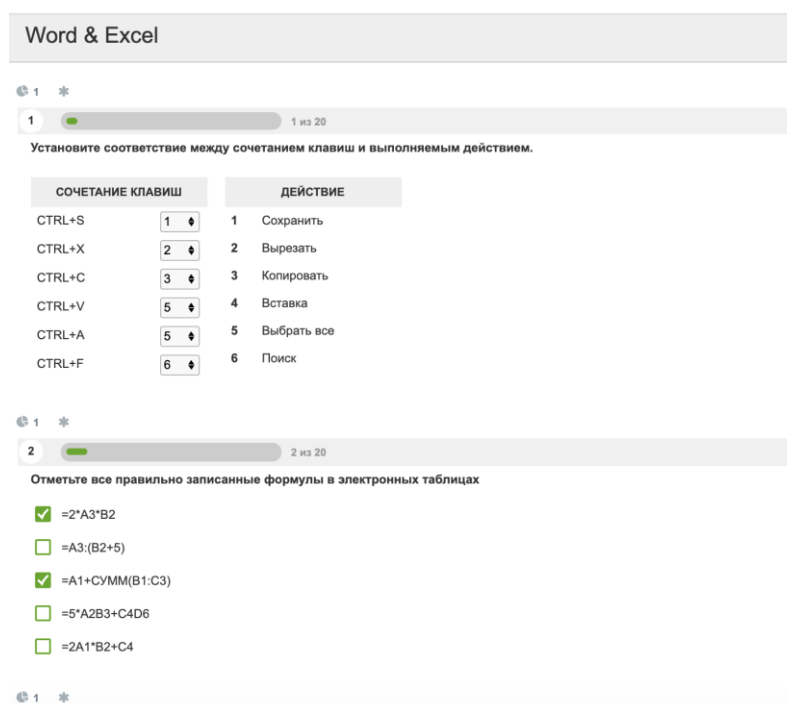 Word & Excel
1
1 1 из 20
Установите соответствие между сочетанием клавиш и выполняемым действием.
СОЧЕТАНИЕ КЛАВИШ ДЕЙСТВИЕ
CTRL+S 1 1 Сохранить
CTRL+X 2 2 Вырезать
CTRL+C 3 3 Копировать
CTRL+V 5 4 Вставка
CTRL+A 5 5 Выбрать все
CTRL+F 6 6 Поиск
1
2 2 из 20
Отметьте все правильно записанные формулы в электронных таблицах
=2*A3*B2
=A3:(B2+5)
=A1+СУММ(B1:C3)
=5*A2B3+C4D6
=2A1*B2+C4
1